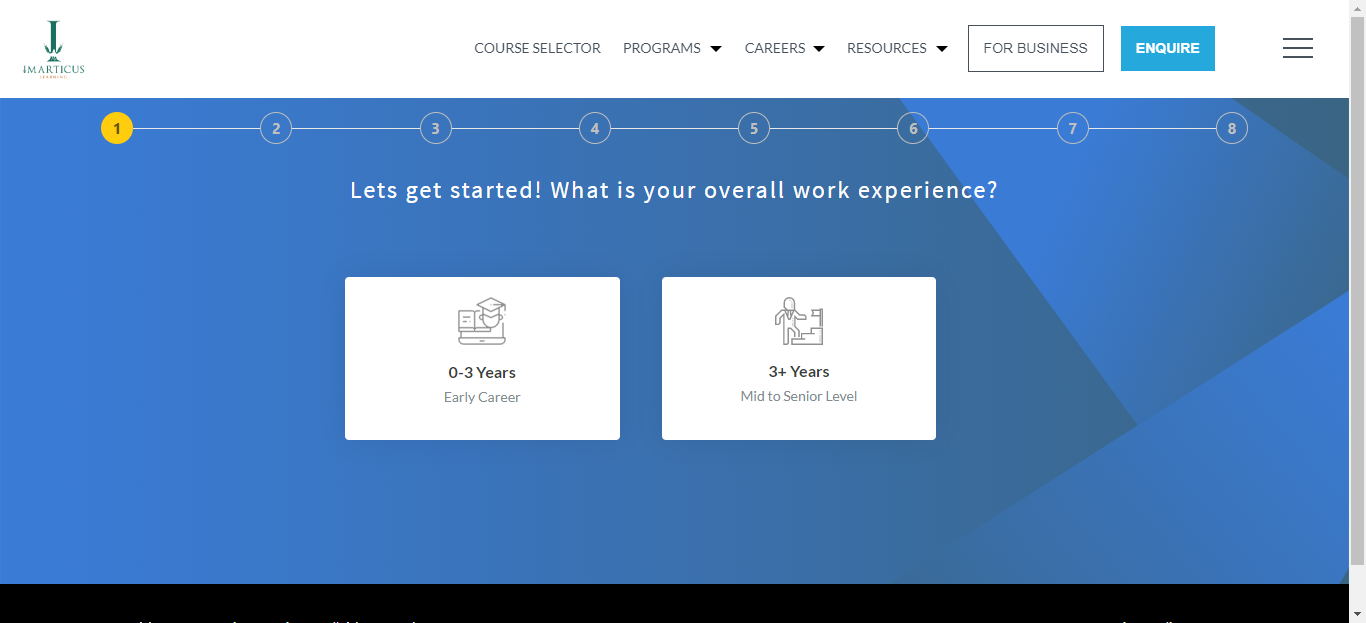 IMARTICUS
LEARNING
COURSE SELECTOR PROGRAMS CAREERS RESOURCES FOR BUSINESS ENQUIRE
1 2 3 4 5 6 7 8
Lets get started! What is your overall work experience?
0-3 Years
Early Career
3+ Years
Mid to Senior Level